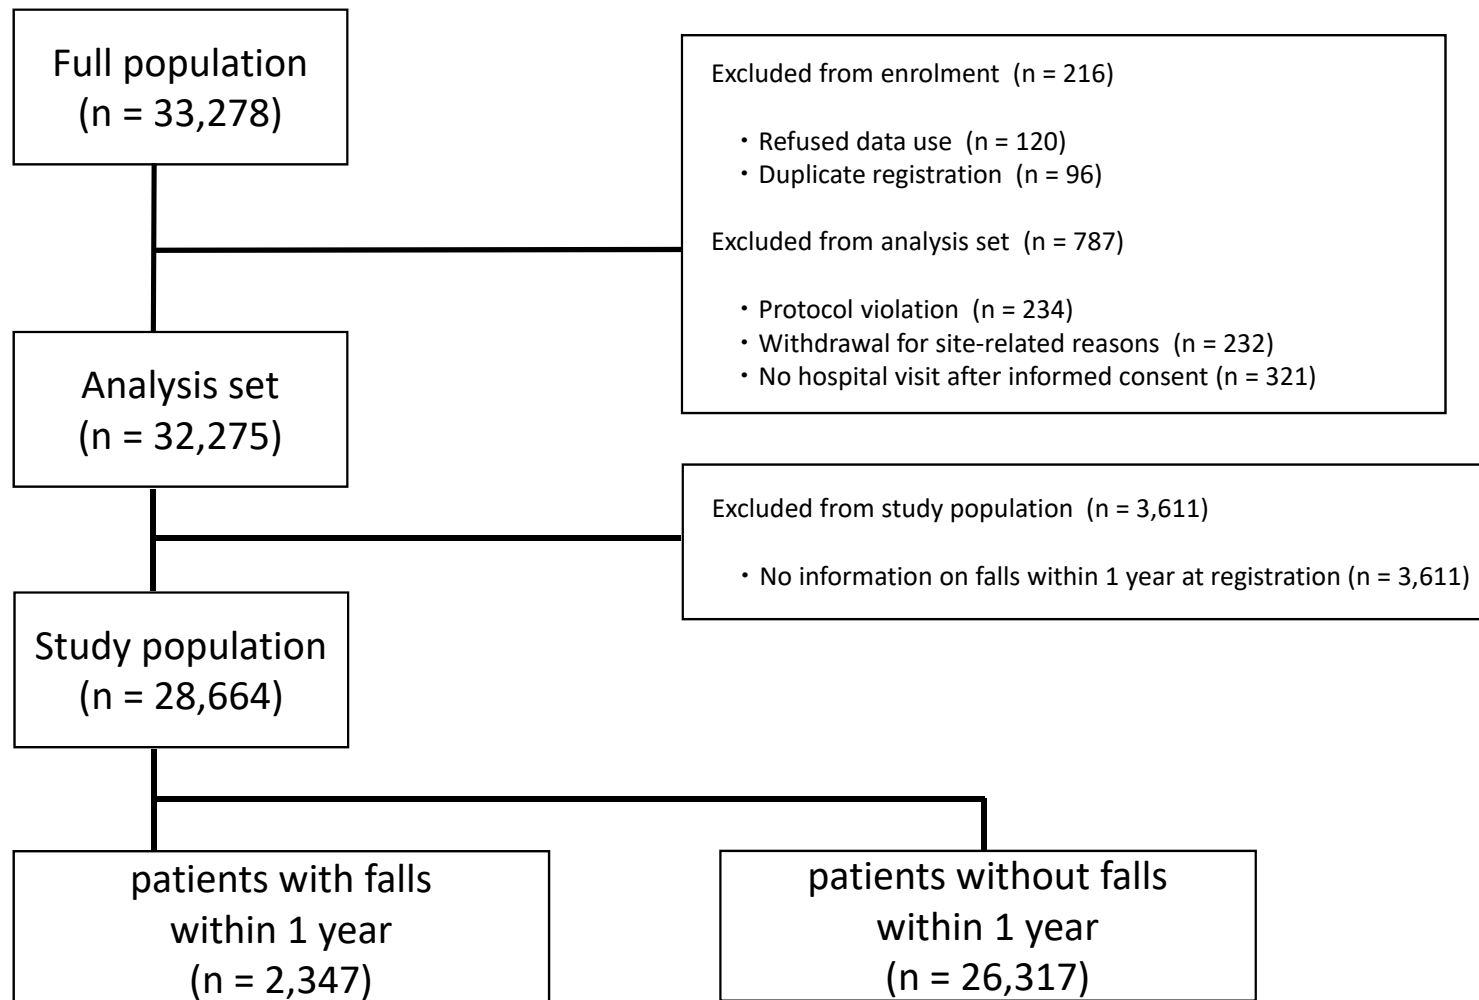 Full population
(n = 33,278)
Excluded from enrolment (n = 216)
・Refused data use (n = 120)
・Duplicate registration (n = 96)
Excluded from analysis set (n = 787)
・Protocol violation (n = 234)
・Withdrawal for site-related reasons (n = 232)
・No hospital visit after informed consent (n = 321)
Analysis set
(n = 32,275)
Excluded from study population (n = 3,611)
・No information on falls within 1 year at registration (n = 3,611)
Study population
(n = 28,664)
patients with falls
within 1 year
(n = 2,347)
patients without falls
within 1 year
(n = 26,317)